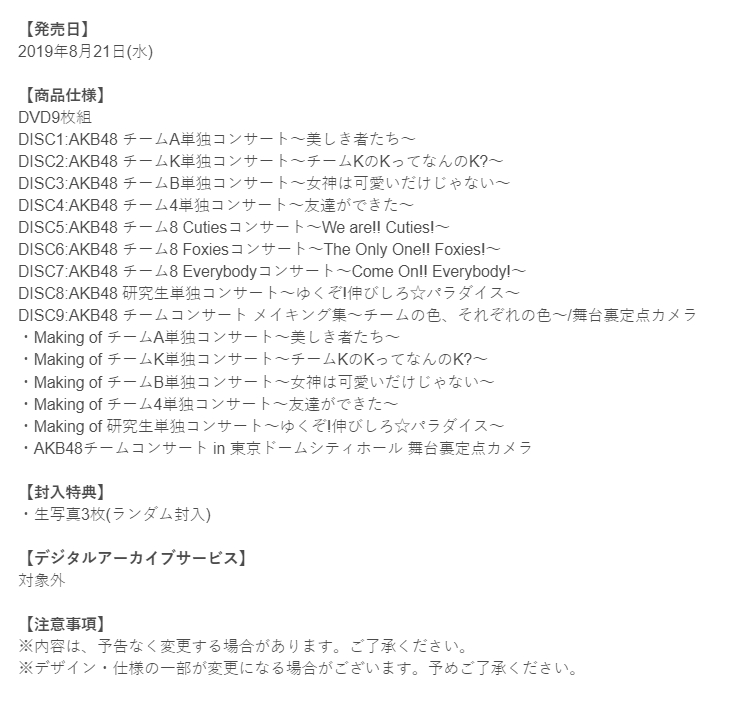 【発売日】
2019年8月21日(水)
【商品仕様】
DVD9枚組
DISC1:AKB48 チームA単独コンサート～美しき者たち～
DISC2:AKB48 チームK単独コンサート～チームKのKってなんのK?～
DISC3:AKB48 チームB単独コンサート～女神は可愛いだけじゃない～
DISC4:AKB48 チーム4単独コンサート～友達ができた～
DISC5:AKB48 チーム8 Cutiesコンサート～We are!! Cuties!～
DISC6:AKB48 チーム8 Foxiesコンサート～The Only One!! Foxies!～
DISC7:AKB48 チーム8 Everybodyコンサート～Come On!! Everybody!～
DISC8:AKB48 研究生単独コンサート～ゆくぞ!伸びしろ☆パラダイス～
DISC9:AKB48 チームコンサート メイキング集～チームの色、それぞれの色～/舞台裏定点カメラ
・Making of チームA単独コンサート～美しき者たち～
・Making of チームK単独コンサート～チームKのKってなんのK?～
・Making of チームB単独コンサート～女神は可愛いだけじゃない～
・Making of チーム4単独コンサート～友達ができた～
・Making of 研究生単独コンサート～ゆくぞ!伸びしろ☆パラダイス～
・AKB48チームコンサート in 東京ドームシティホール 舞台裏定点カメラ
【封入特典】
・生写真3枚(ランダム封入)
【デジタルアーカイブサービス】
対象外
【注意事項】
※内容は、予告なく変更する場合があります。ご了承ください。
※デザイン・仕様の一部が変更になる場合がございます。予めご了承ください。